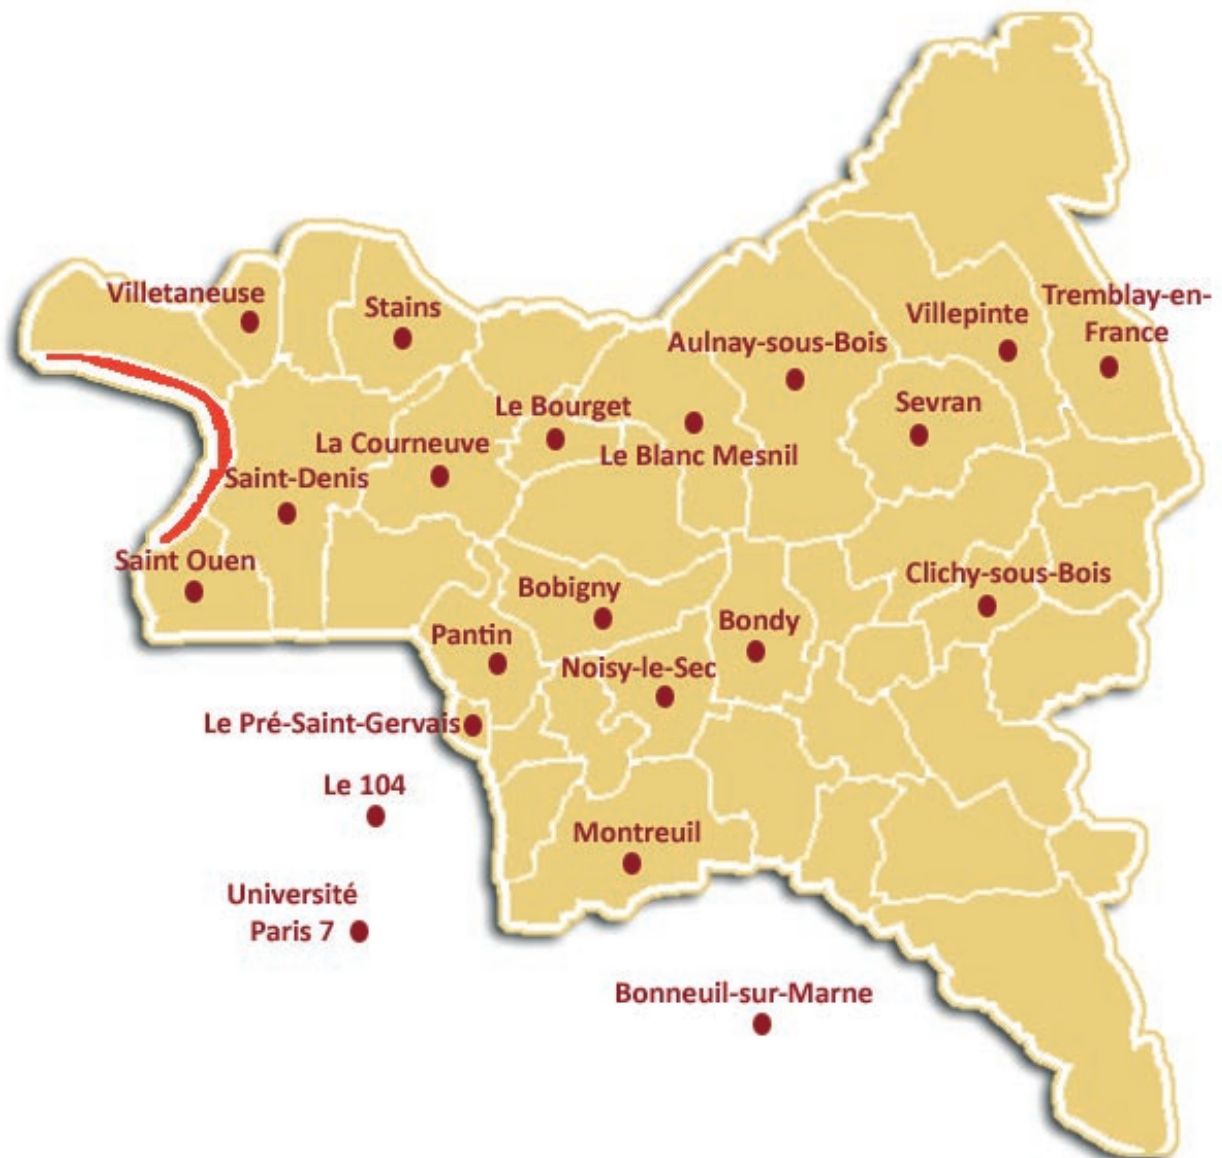 Villetaneuse
Stains
Tremblay-en-
France
Villepinte
Aulnay-sous-Bois
Sevran
Le Bourget
La Courneuve
Le Blanc Mesnil
Saint-Denis
Saint Ouen
Clichy-sous-Bois
Bobigny
Bondy
Pantin
Noisy-le-Sec
Le Pré-Saint-Gervais
Le 104
Montreuil
Université
Paris 7
Bonneuil-sur-Marne